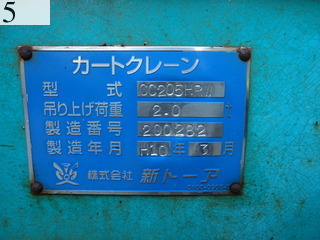 5
カートクレーン
型式 CC205HRW
吊り上げ荷重 2.0 t
製造番号 200282
製造年月 H10年3月
株式会社 新トーア